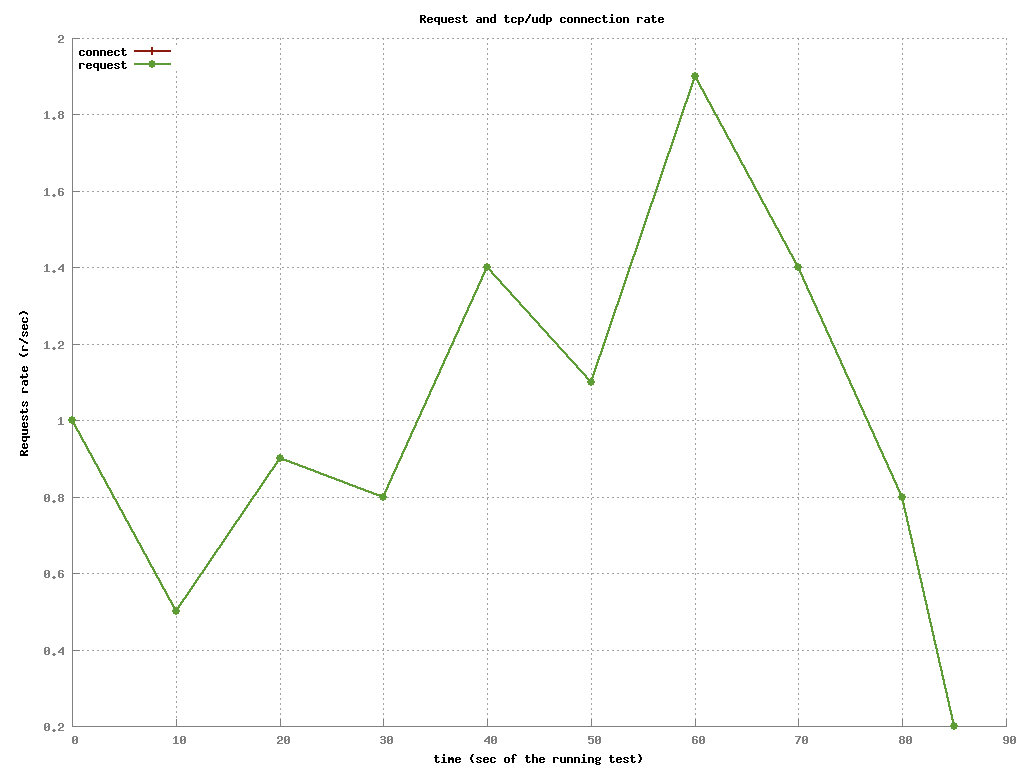 Request and tcp/udp connection rate
2
connect
request
1.8
1.6
1.4
1.2
Requests rate (r/sec)
1
0.8
0.6
0.4
0.2
0 10 20 30 40 50 60 70 80 90
time (sec of the running test)